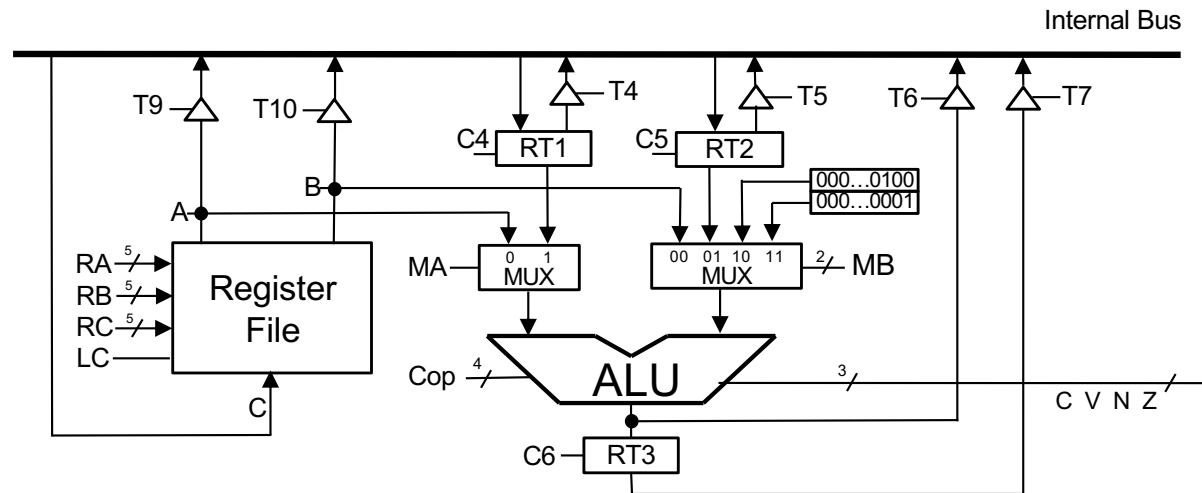 Internal Bus
T9
T10
T4
T5
T6
T7
C4
RT1
C5
RT2
B
000...0100
000...0001
A
RA
5
RB
5
RC
5
LC
Register
File
MA
0 1
MUX
00 01 10 11
MUX
2
MB
Cop
4
ALU
3
C V N Z
C
C6
RT3